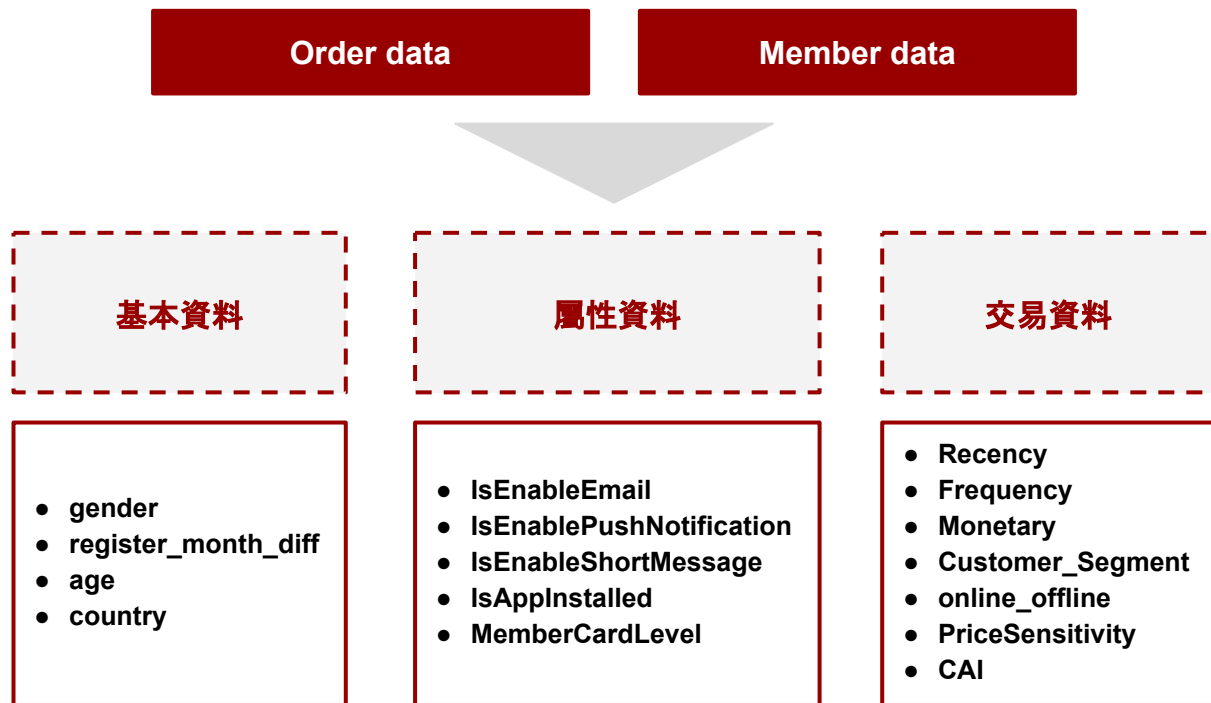 Order data
Member data
基本資料
屬性資料
交易資料
● gender
● register_month_diff
● age
● country
● IsEnableEmail
● IsEnablePushNotification
● IsEnableShortMessage
● IsAppInstalled
● MemberCardLevel
● Recency
● Frequency
● Monetary
● Customer_Segment
● online_offline
● PriceSensitivity
● CAI